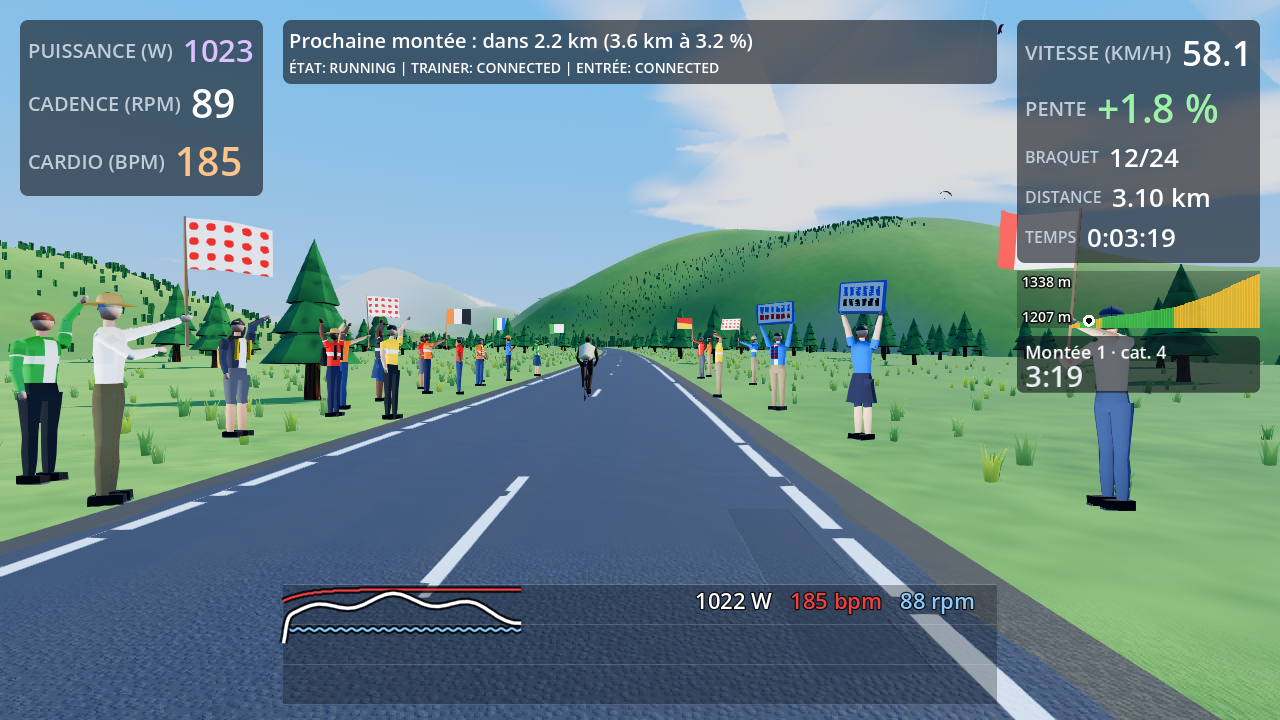 PUISSANCE (W) 1023
CADENCE (RPM) 89
CARDIO (BPM) 185
Prochaine montée : dans 2.2 km (3.6 km à 3.2 %)
ÉTAT: RUNNING | TRAINER: CONNECTED | ENTRÉE: CONNECTED
VITESSE (KM/H) 58.1
PENTE +1.8 %
BRAQUET 12/24
DISTANCE 3.10 km
TEMPS 0:03:19
1338 m
1207 m
Montée 1 · cat. 4
3:19
1022 W 185 bpm 88 rpm